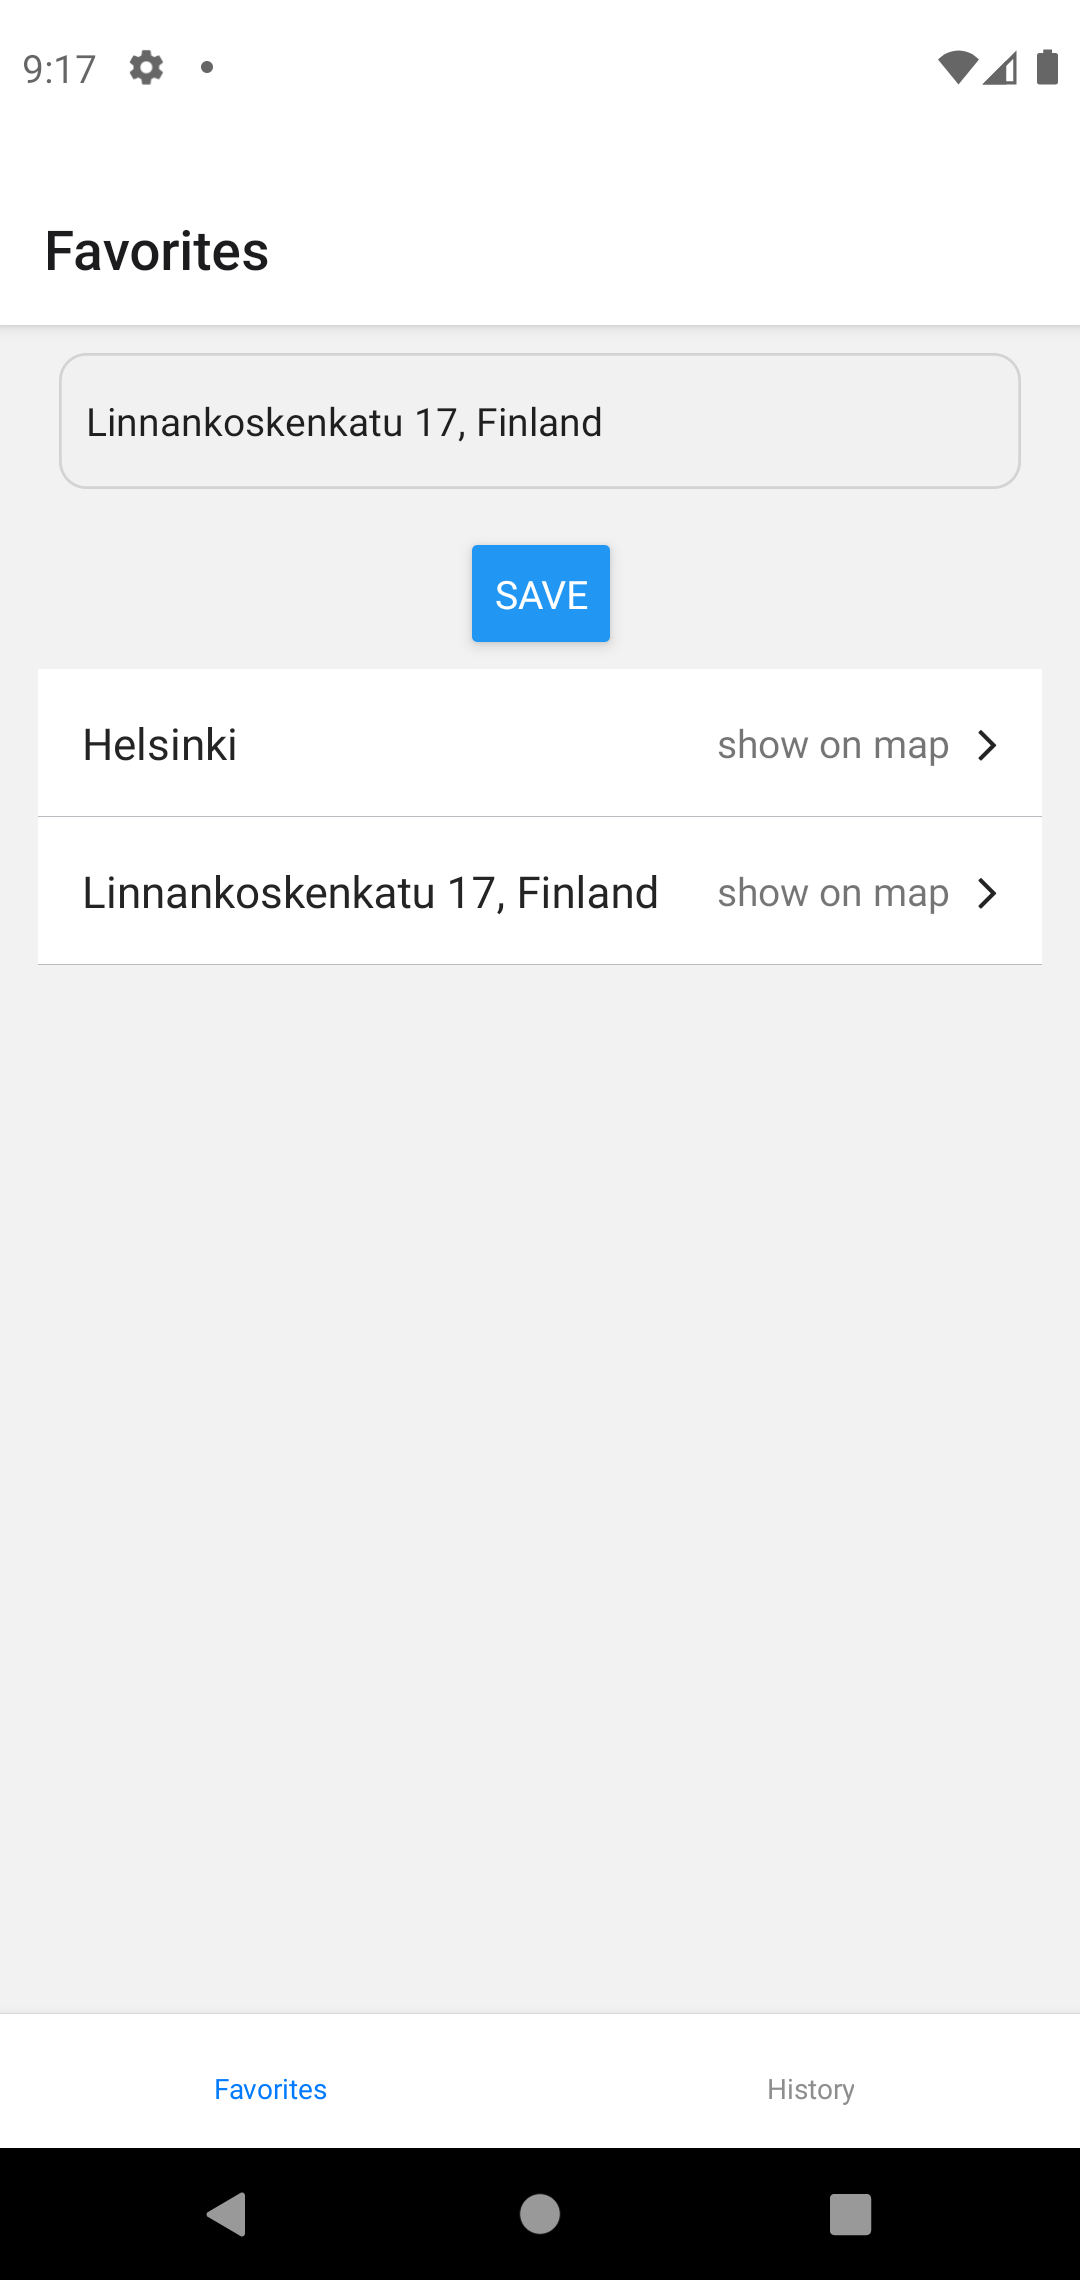 9:17
Favorites
Linnankoskenkatu 17, Finland
SAVE
Helsinki show on map
Linnankoskenkatu 17, Finland show on map
Favorites History